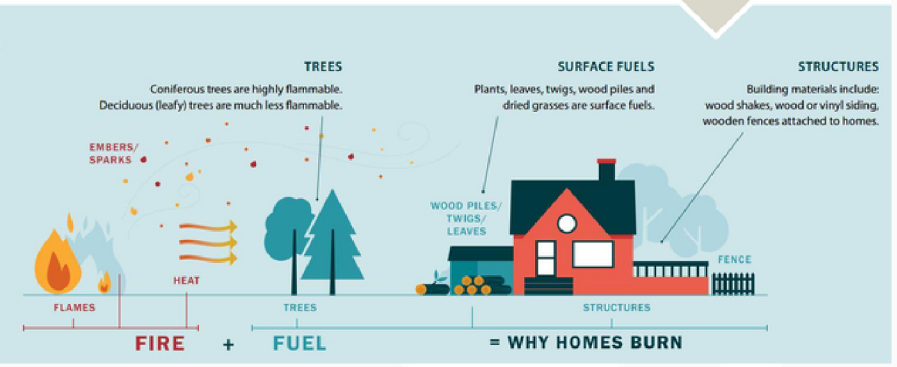 TREES
Coniferous trees are highly flammable.
Deciduous (leafy) trees are much less flammable.
SURFACE FUELS
Plants, leaves, twigs, wood piles and
dried grasses are surface fuels.
STRUCTURES
Building materials include:
wood shakes, wood or vinyl siding,
wooden fences attached to homes.
EMBERS/
SPARKS
WOOD PILES/
TWIGS/
LEAVES
HEAT
FENCE
FLAMES
TREES
STRUCTURES
FIRE + FUEL = WHY HOMES BURN